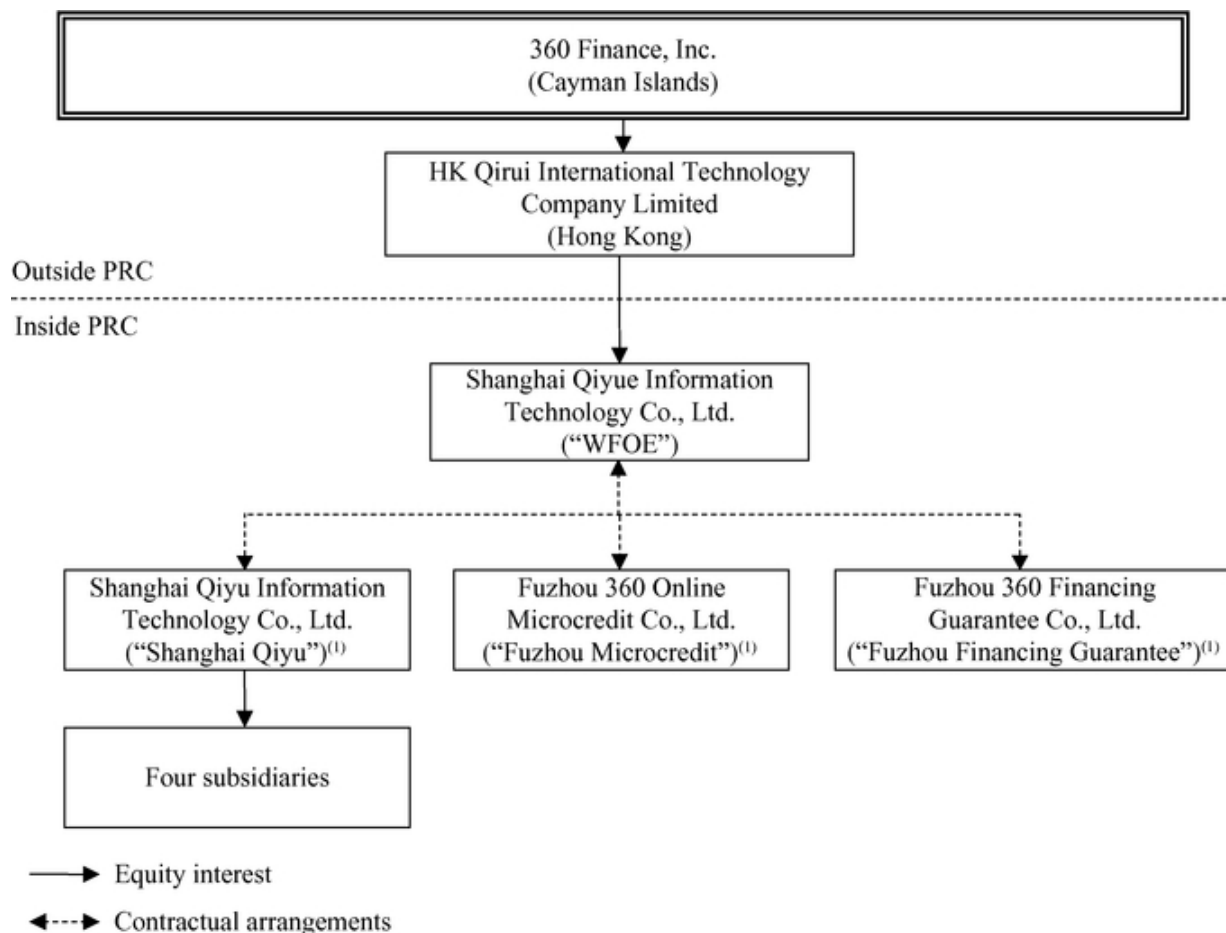 360 Finance, Inc.
(Cayman Islands)
HK Qirui International Technology
Company Limited
(Hong Kong)
Outside PRC
Inside PRC
Shanghai Qiyue Information
Technology Co., Ltd.
(“WFOE”)
Shanghai Qiyu Information
Technology Co., Ltd.
(“Shanghai Qiyu”)(1)
Fuzhou 360 Online
Microcredit Co., Ltd.
(“Fuzhou Microcredit”)(1)
Fuzhou 360 Financing
Guarantee Co., Ltd.
(“Fuzhou Financing Guarantee”)(1)
Four subsidiaries
Equity interest
Contractual arrangements